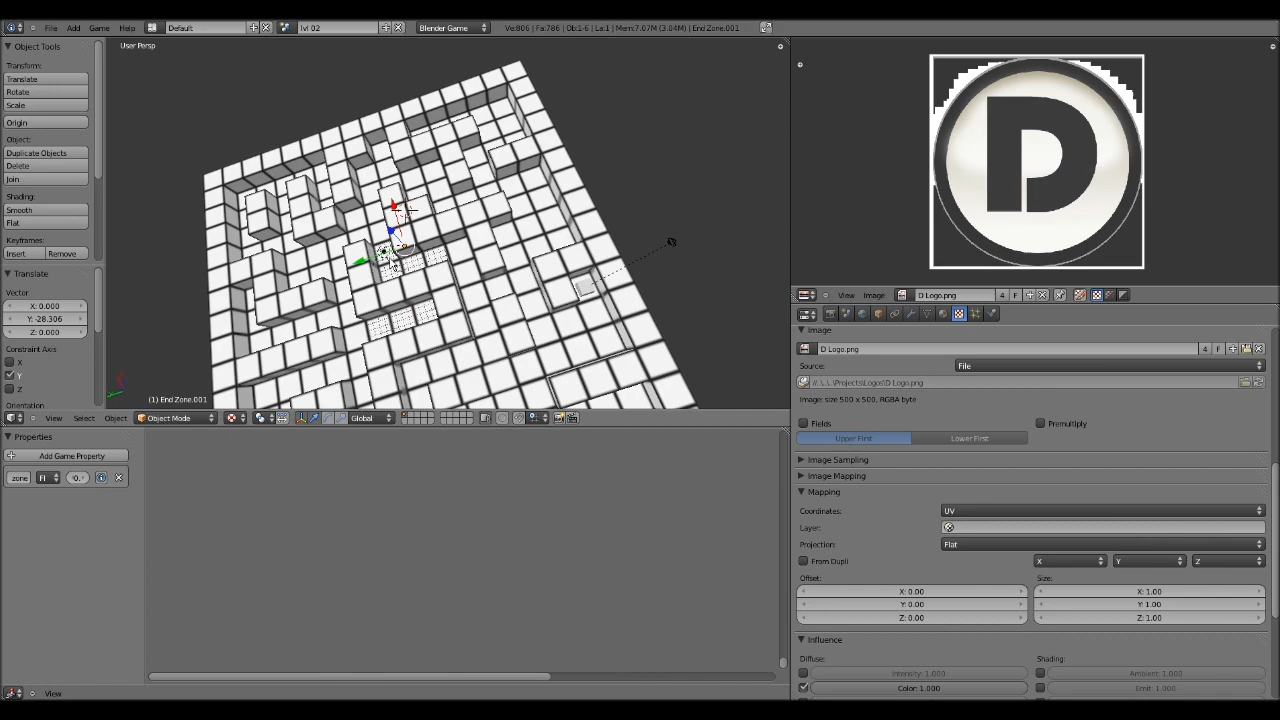 File Add Game Help Default lvl 02 Blender Game Ve:806 | Fa:786 | Ob:1-6 | La:1 | Mem:7.07M (3.04M) | End Zone.001
Object Tools
User Persp
Transform:
Translate
Rotate
Scale
Origin
Object:
Duplicate Objects
Delete
Join
Shading:
Smooth
Flat
Keyframes:
Insert Remove
Translate
Vector
X: 0.000
Y: -28.306
Z: 0.000
Constraint Axis
X
Y
Z
Orientation
(1) End Zone.001
View Select Object Object Mode Global
Properties
Add Game Property
zone Fl
View
D
View Image D Logo.png 4 F
Image
D Logo.png 4 F
Source: File
//..\..\Projects\Logos\D Logo.png
Image: size 500 x 500, RGBA byte
Fields Premultiply
Upper First Lower First
Image Sampling
Image Mapping
Mapping
Coordinates: UV
Layer:
Projection: Flat
From Dupli X Y Z
Offset: Size:
X: 0.00 X: 1.00
Y: 0.00 Y: 1.00
Z: 0.00 Z: 1.00
Influence
Diffuse: Shading:
Intensity: 1.000 Ambient: 1.000
Color: 1.000 Emit: 1.000